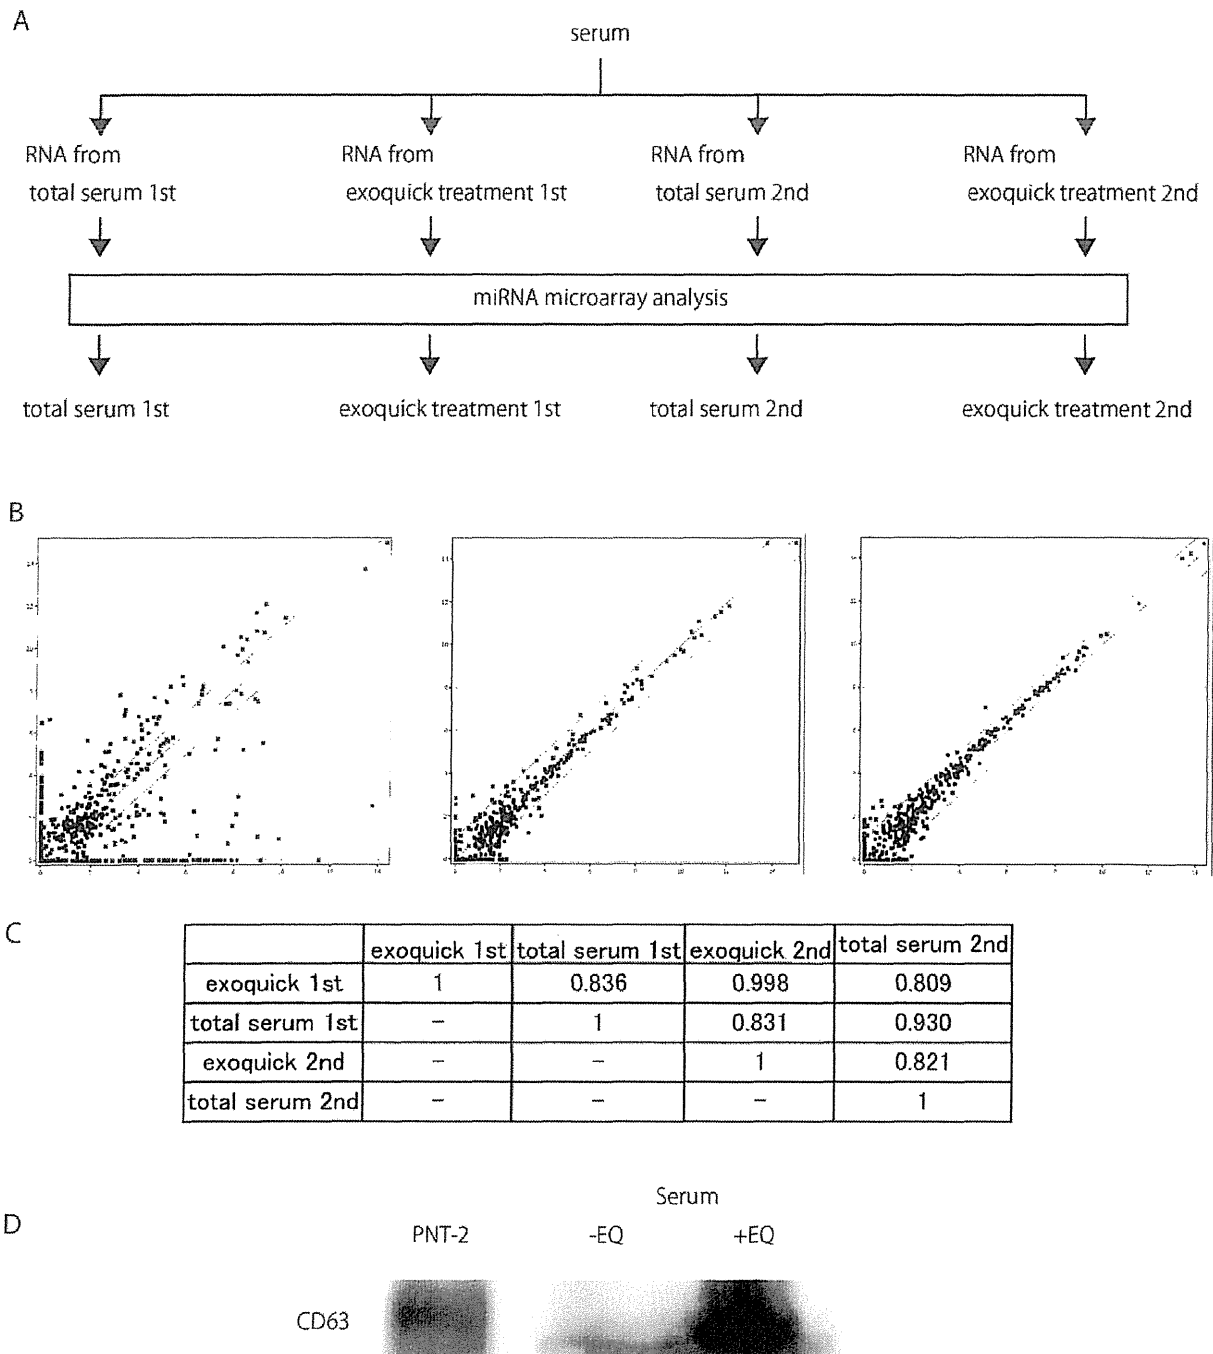 A
serum
RNA from RNA from RNA from RNA from
total serum 1st exoquick treatment 1st total serum 2nd exoquick treatment 2nd
miRNA microarray analysis
total serum 1st exoquick treatment 1st total serum 2nd exoquick treatment 2nd
B
C
exoquick 1st total serum 1st exoquick 2nd total serum 2nd
exoquick 1st 1 0.836 0.998 0.809
total serum 1st – 1 0.831 0.930
exoquick 2nd – – 1 0.821
total serum 2nd – – – 1
Serum
D
PNT-2 -EQ +EQ
CD63